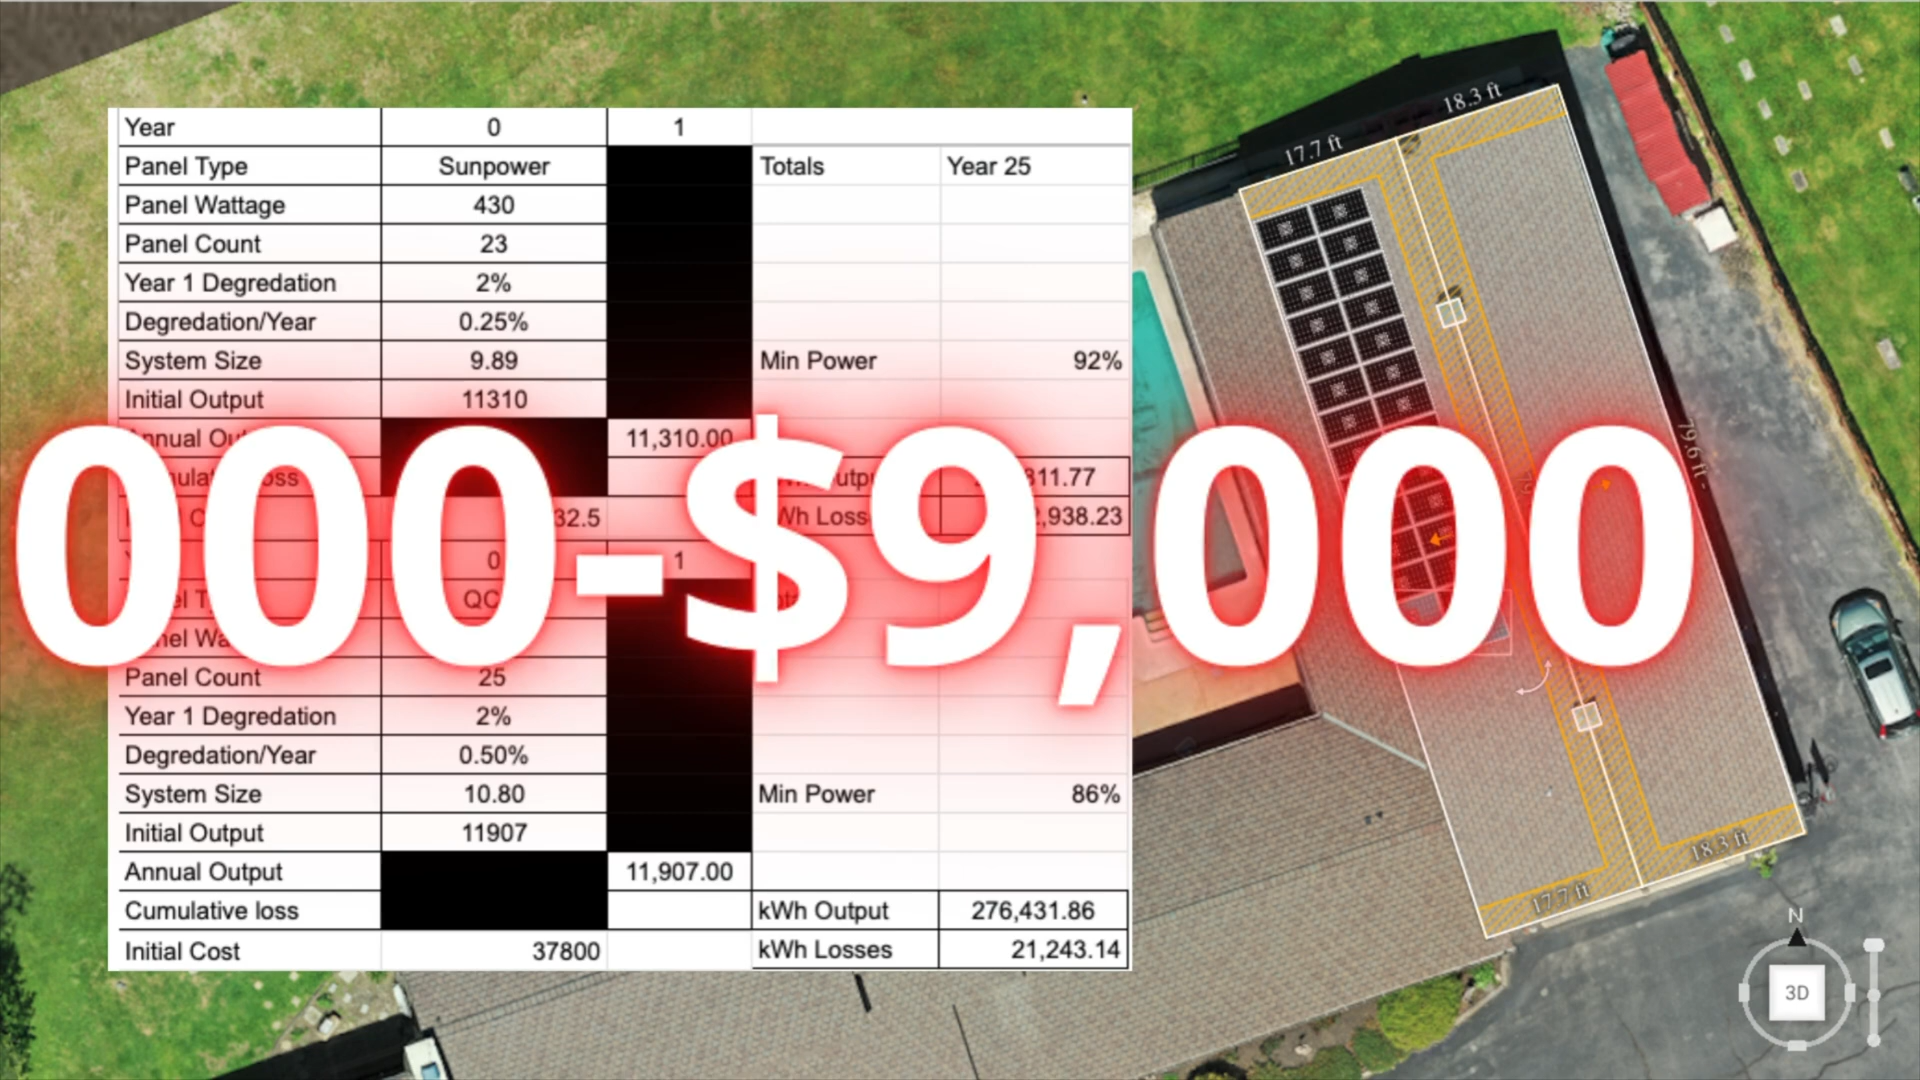 Year 0 1
Panel Type Sunpower Totals Year 25
Panel Wattage 430
Panel Count 23
Year 1 Degredation 2%
Degredation/Year 0.25%
System Size 9.89 Min Power 92%
Initial Output 11310
11,310.00
0 1
Panel Count 25
Year 1 Degredation 2%
Degredation/Year 0.50%
System Size 10.80 Min Power 86%
Initial Output 11907
Annual Output 11,907.00
Cumulative loss kWh Output 276,431.86
Initial Cost 37800 kWh Losses 21,243.14
000-$9,000
17.7 ft
18.3 ft
79.6 ft
17.7 ft
18.3 ft
N
3D